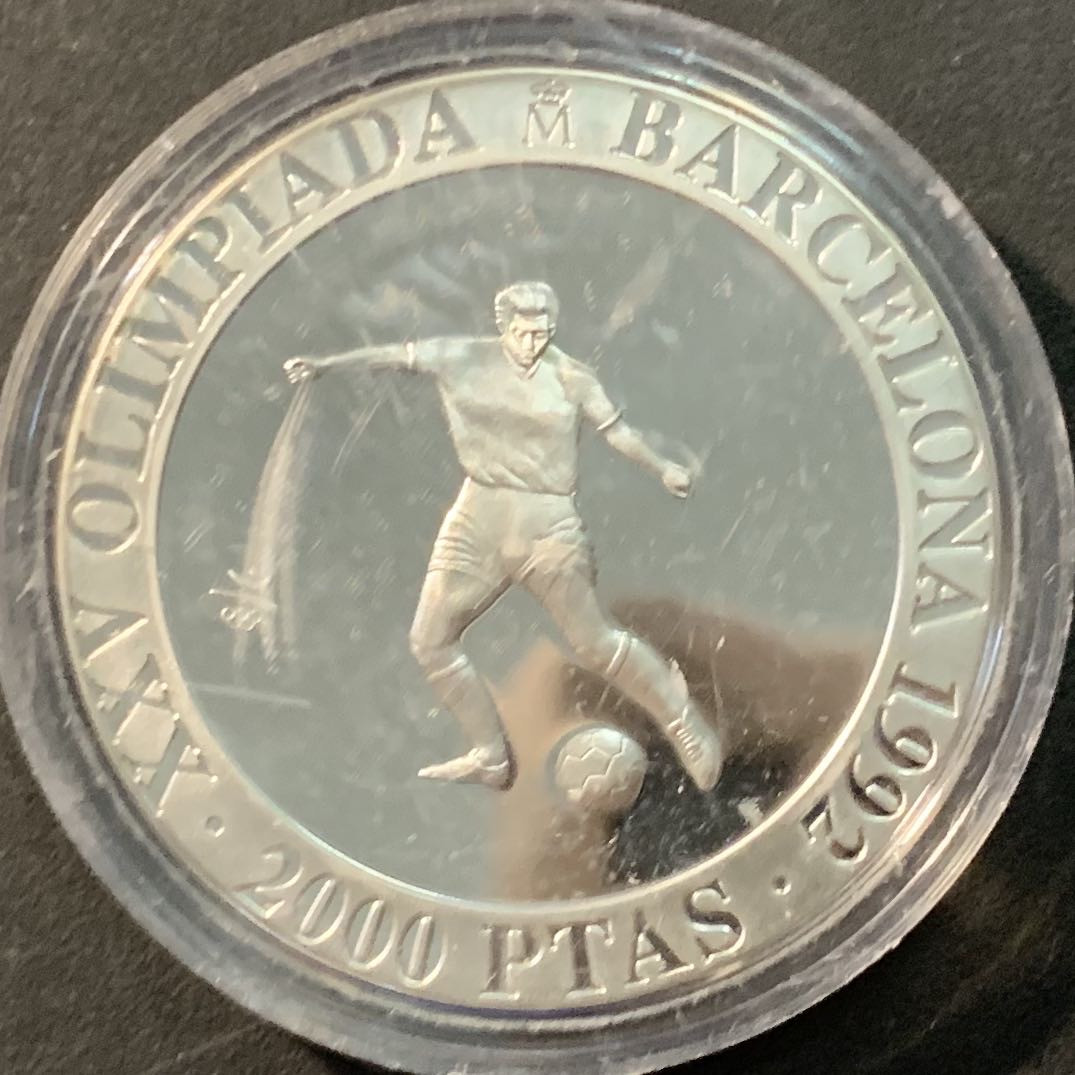 XXV OLIMPIADA M BARCELONA 1992
· 2000 PTAS ·